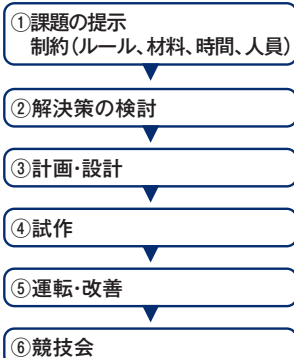 ①課題の提示
制約(ルール、材料、時間、人員)
②解決策の検討
③計画・設計
④試作
⑤運転・改善
⑥競技会